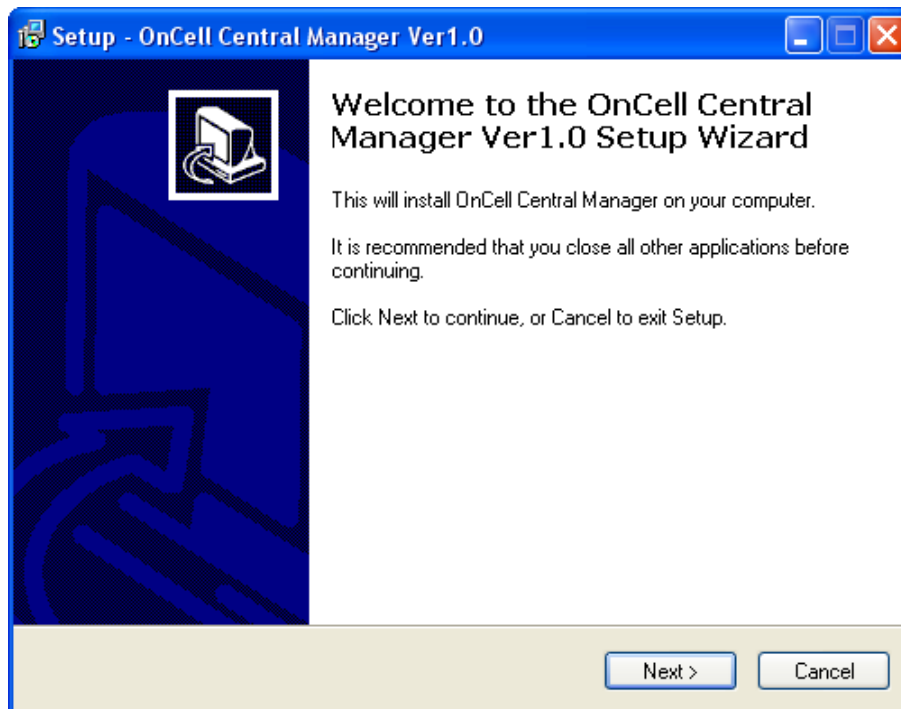 Setup - OnCell Central Manager Ver1.0
Welcome to the OnCell Central
Manager Ver1.0 Setup Wizard
This will install OnCell Central Manager on your computer.
It is recommended that you close all other applications before
continuing.
Click Next to continue, or Cancel to exit Setup.
Next >
Cancel